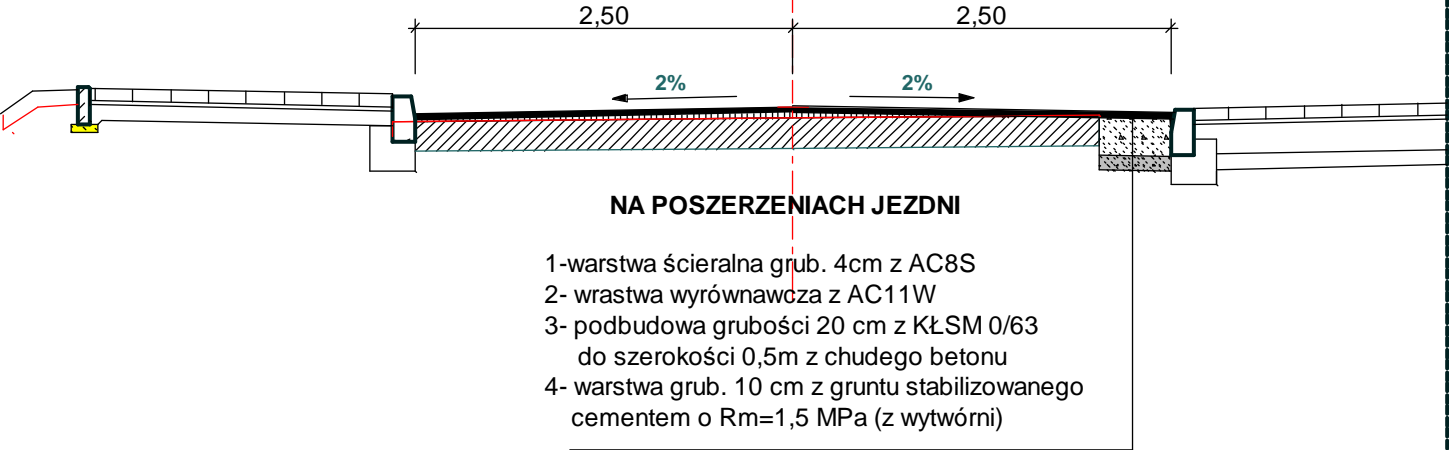 2,50
2,50
2%
2%
NA POSZERZENIACH JEZDNI
1-warstwa ścieralna grub. 4cm z AC8S
2- wrastwa wyrównawcza z AC11W
3- podbudowa grubości 20 cm z KŁSM 0/63
do szerokości 0,5m z chudego betonu
4- warstwa grub. 10 cm z gruntu stabilizowanego
cementem o Rm=1,5 MPa (z wytwórni)